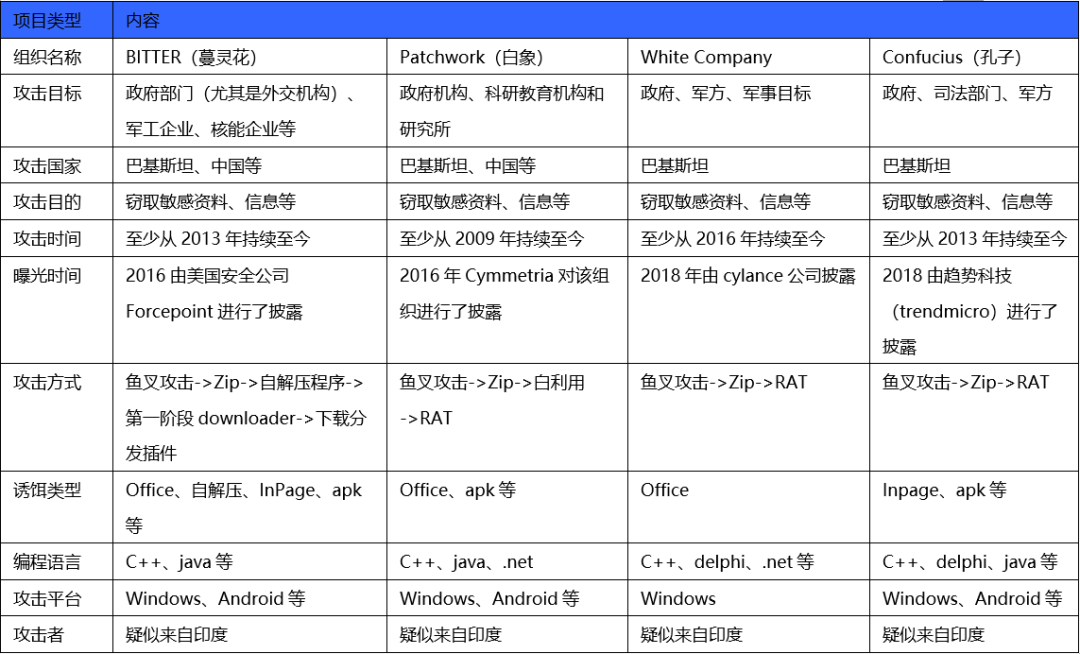 项目类型 内容
组织名称 BITTER（蔓灵花） Patchwork（白象） White Company Confucius（孔子）
攻击目标 政府部门（尤其是外交机构）、 政府机构、科研教育机构和 政府、军方、军事目标 政府、司法部门、军方
军工企业、核能企业等 研究所
攻击国家 巴基斯坦、中国等 巴基斯坦、中国等 巴基斯坦 巴基斯坦
攻击目的 窃取敏感资料、信息等 窃取敏感资料、信息等 窃取敏感资料、信息等 窃取敏感资料、信息等
攻击时间 至少从 2013 年持续至今 至少从 2009 年持续至今 至少从 2016 年持续至今 至少从 2013 年持续至今
曝光时间 2016 由美国安全公司 2016 年 Cymmetria 对该组 2018 年由 cylance 公司披露 2018 由趋势科技
Forcepoint 进行了披露 织进行了披露 （trendmicro）进行了
披露
攻击方式 鱼叉攻击->Zip->自解压程序-> 鱼叉攻击->Zip->白利用 鱼叉攻击->Zip->RAT 鱼叉攻击->Zip->RAT
第一阶段 downloader->下载分 ->RAT
发插件
诱饵类型 Office、自解压、InPage、apk Office、apk 等 Office Inpage、apk 等
等
编程语言 C++、java 等 C++、java、.net C++、delphi、.net 等 C++、delphi、java 等
攻击平台 Windows、Android 等 Windows、Android 等 Windows Windows、Android 等
攻击者 疑似来自印度 疑似来自印度 疑似来自印度 疑似来自印度